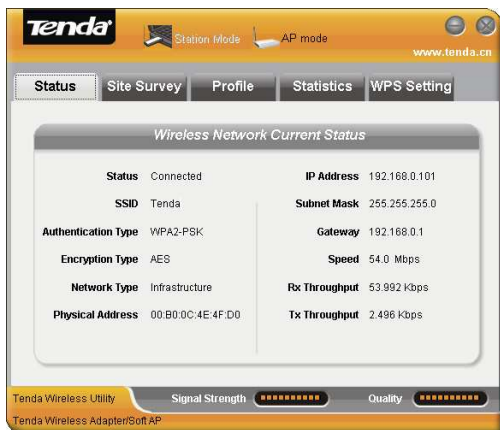 Tenda
Station Mode
AP mode
www.tenda.cn
Status
Site Survey
Profile
Statistics
WPS Setting
Wireless Network Current Status
Status Connected
SSID Tenda
Authentication Type WPA2-PSK
Encryption Type AES
Network Type Infrastructure
Physical Address 00:B0:0C:4E:4F:D0
IP Address 192.168.0.101
Subnet Mask 255.255.255.0
Gateway 192.168.0.1
Speed 54.0 Mbps
Rx Throughput 53.992 Kbps
Tx Throughput 2.496 Kbps
Tenda Wireless Utility
Signal Strength
Quality
Tenda Wireless Adapter/Soft AP